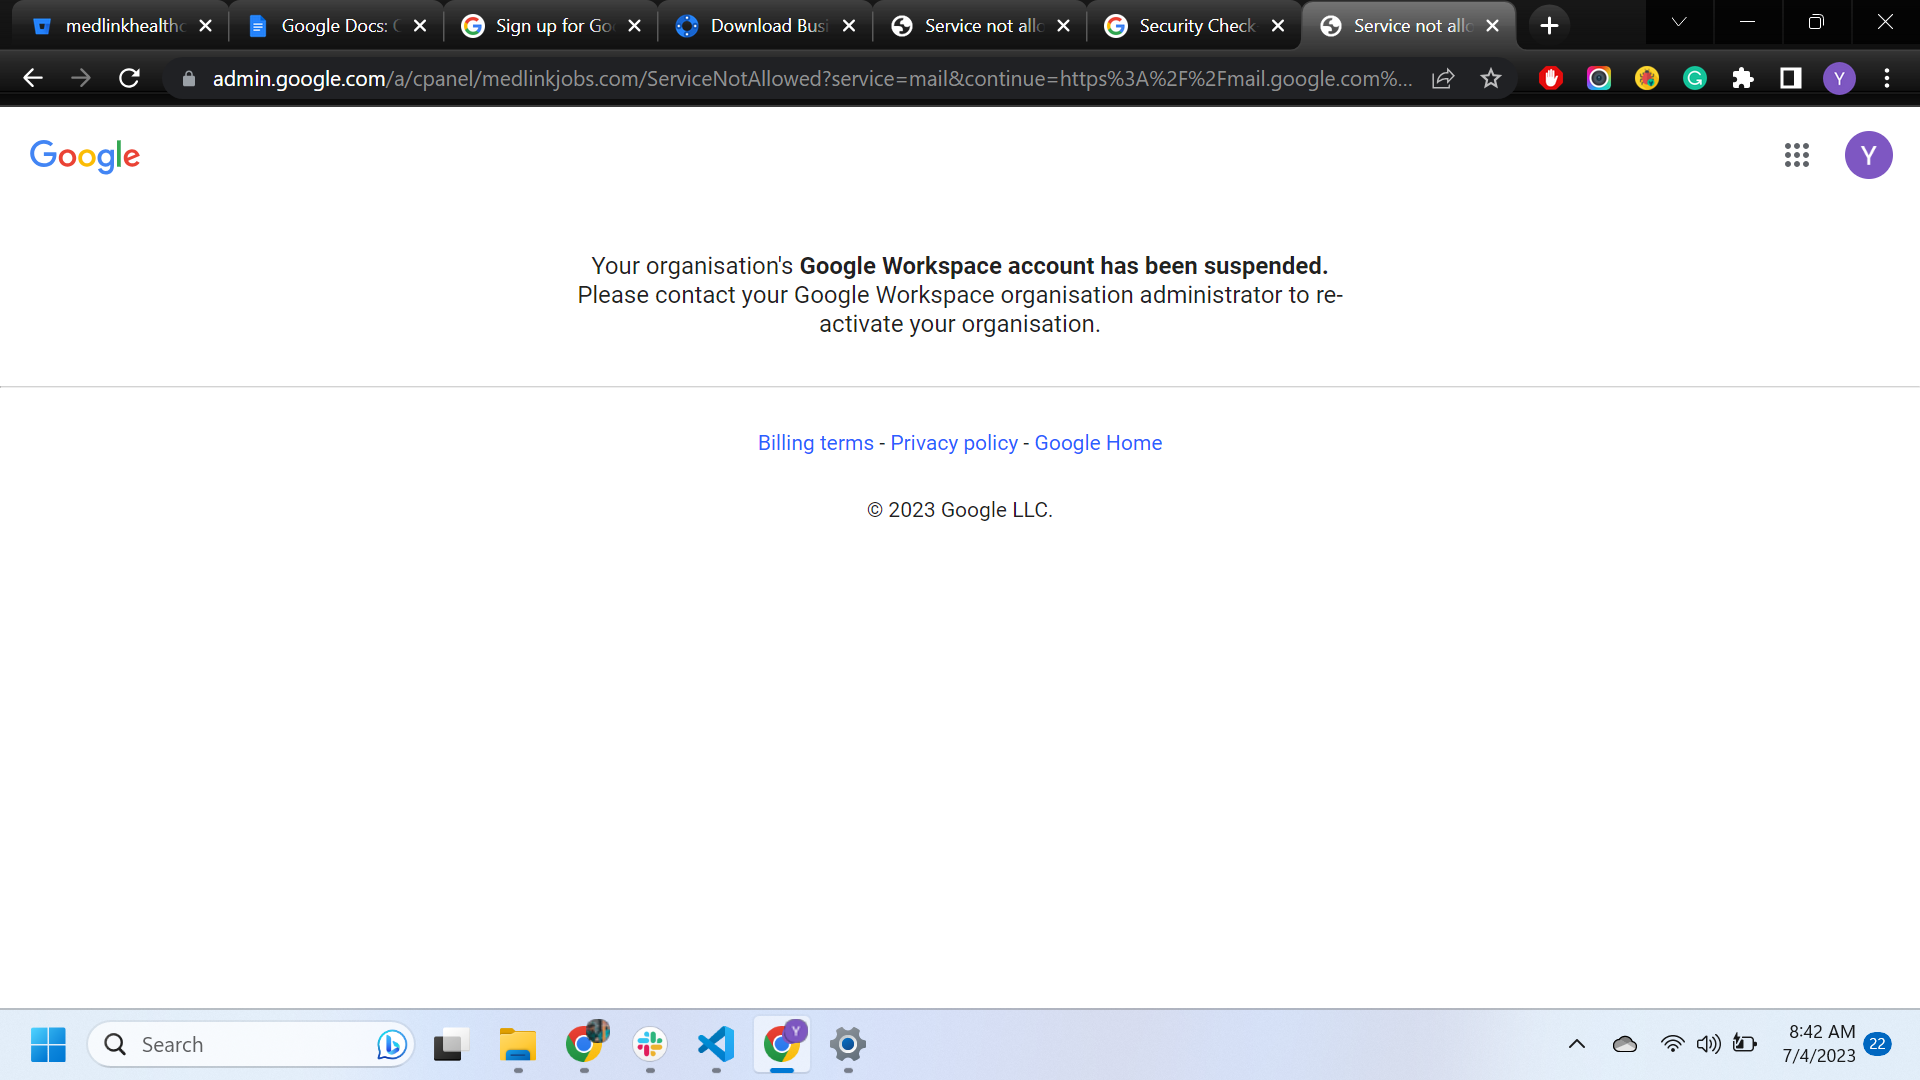 medlinkhealthc
Google Docs: 
Sign up for Go
Download Busi
Service not allo
Security Check
Service not allo
admin.google.com/a/cpanel/medlinkjobs.com/ServiceNotAllowed?service=mail&continue=https%3A%2F%2Fmail.google.com%...
Y
Google
Y
Your organisation's Google Workspace account has been suspended.
Please contact your Google Workspace organisation administrator to re-
activate your organisation.
Billing terms - Privacy policy - Google Home
© 2023 Google LLC.
Search
Y
8:42 AM
7/4/2023
22